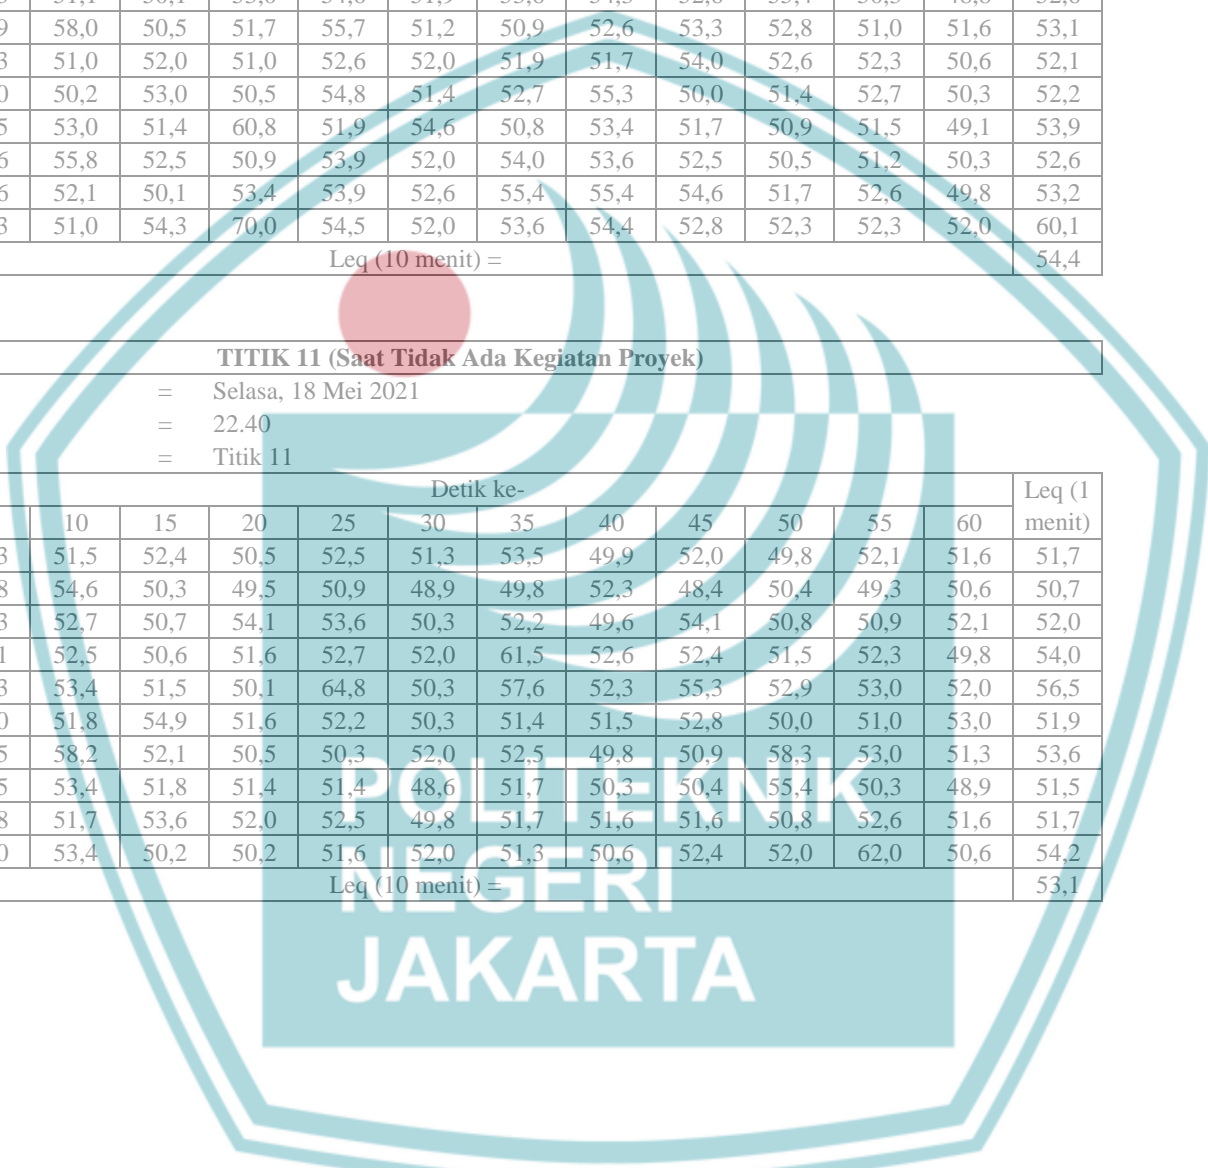 9 58,0 50,5 51,7 55,7 51,2 50,9 52,6 53,3 52,8 51,0 51,6 53,1
3 51,0 52,0 51,0 52,6 52,0 51,9 51,7 54,0 52,6 52,3 50,6 52,1
0 50,2 53,0 50,5 54,8 51,4 52,7 55,3 50,0 51,4 52,7 50,3 52,2
5 53,0 51,4 60,8 51,9 54,6 50,8 53,4 51,7 50,9 51,5 49,1 53,9
6 55,8 52,5 50,9 53,9 52,0 54,0 53,6 52,5 50,5 51,2 50,3 52,6
6 52,1 50,1 53,4 53,9 52,6 55,4 55,4 54,6 51,7 52,6 49,8 53,2
3 51,0 54,3 70,0 54,5 52,0 53,6 54,4 52,8 52,3 52,3 52,0 60,1
Leq (10 menit) = 54,4
TITIK 11 (Saat Tidak Ada Kegiatan Proyek)
= Selasa, 18 Mei 2021
= 22.40
= Titik 11
Detik ke- Leq (1
10 15 20 25 30 35 40 45 50 55 60 menit)
3 51,5 52,4 50,5 52,5 51,3 53,5 49,9 52,0 49,8 52,1 51,6 51,7
8 54,6 50,3 49,5 50,9 48,9 49,8 52,3 48,4 50,4 49,3 50,6 50,7
3 52,7 50,7 54,1 53,6 50,3 52,2 49,6 54,1 50,8 50,9 52,1 52,0
1 52,5 50,6 51,6 52,7 52,0 61,5 52,6 52,4 51,5 52,3 49,8 54,0
3 53,4 51,5 50,1 64,8 50,3 57,6 52,3 55,3 52,9 53,0 52,0 56,5
0 51,8 54,9 51,6 52,2 50,3 51,4 51,5 52,8 50,0 51,0 53,0 51,9
5 58,2 52,1 50,5 50,3 52,0 52,5 49,8 50,9 58,3 53,0 51,3 53,6
5 53,4 51,8 51,4 51,4 48,6 51,7 50,3 50,4 55,4 50,3 48,9 51,5
8 51,7 53,6 52,0 52,5 49,8 51,7 51,6 51,6 50,8 52,6 51,6 51,7
0 53,4 50,2 50,2 51,6 52,0 51,3 50,6 52,4 52,0 62,0 50,6 54,2
Leq (10 menit) = 53,1
POLITEKNIK
NEGERI
JAKARTA